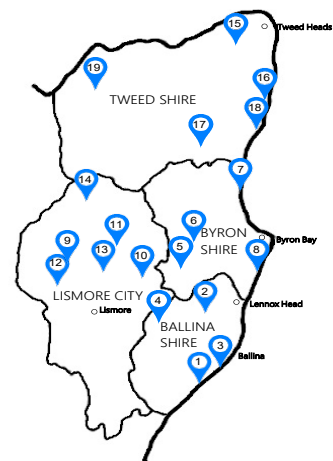 15
Tweed Heads
19
16
TWEED SHIRE
18
17
7
14
11
6
9
BYRON
SHIRE
Byron Bay
13
5
8
12
10
LISMORE CITY
2
4
Lennox Head
Lismore
BALLINA
SHIRE
3
Ballina
1